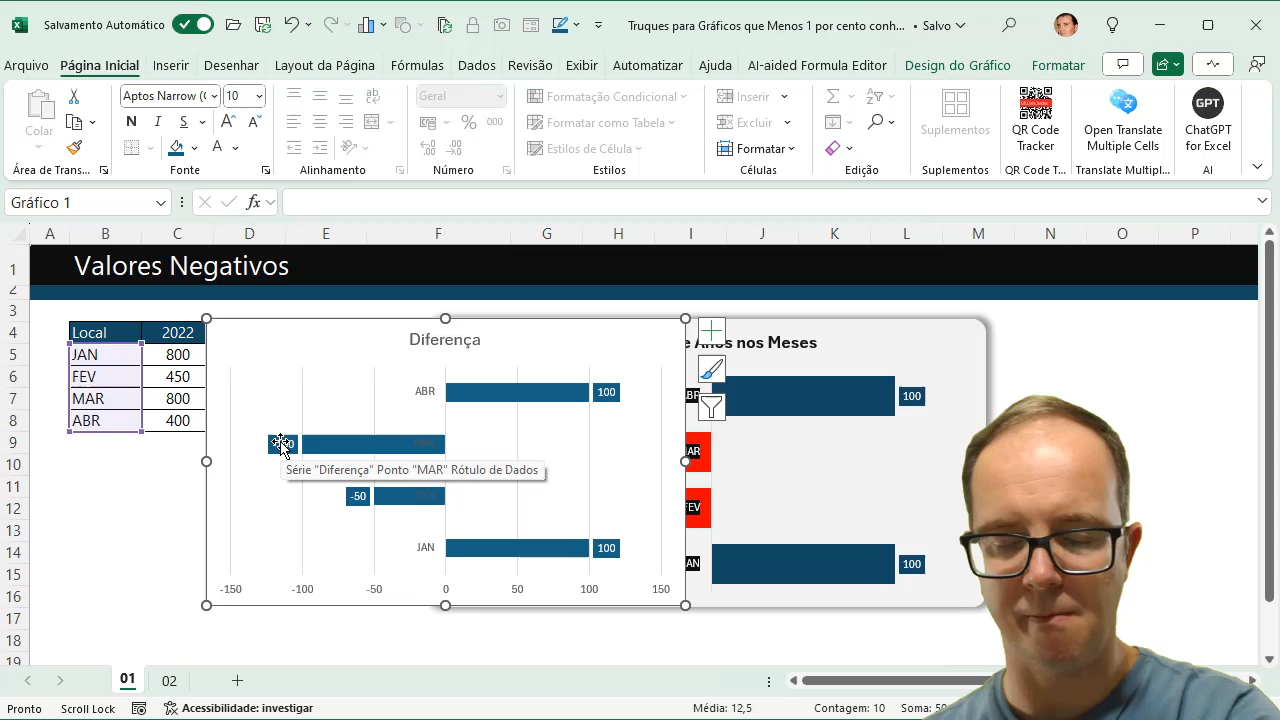 Salvamento Automático
Truques para Gráficos que Menos 1 por cento conh... • Salvo
Arquivo Página Inicial Inserir Desenhar Layout da Página Fórmulas Dados Revisão Exibir Automatizar Ajuda AI-aided Formula Editor Design do Gráfico Formatar
Colar
Área de Trans...
Aptos Narrow (C 10
N I S
Fonte
Alinhamento
Geral
% 000
Número
Formatação Condicional
Formatar como Tabela
Estilos de Célula
Estilos
Inserir
Excluir
Formatar
Células
Edição
Suplementos
Suplementos
QR Code
Tracker
QR Code T...
Open Translate
Multiple Cells
Translate Multipl...
GPT
ChatGPT
for Excel
AI
Gráfico 1
fx
A B C D E F G H I J K L M N O P
1 Valores Negativos
2
3
4 Local 2022
5 JAN 800
6 FEV 450
7 MAR 800
8 ABR 400
9
10
11
12
13
14
15
16
17
18
19
Diferença
ABR 100
Série "Diferença" Ponto "MAR" Rótulo de Dados
-50
JAN 100
-150 -100 -50 0 50 100 150
e Anos nos Meses
100
100
01 02
Pronto Scroll Lock Acessibilidade: investigar Média: 12,5 Contagem: 10